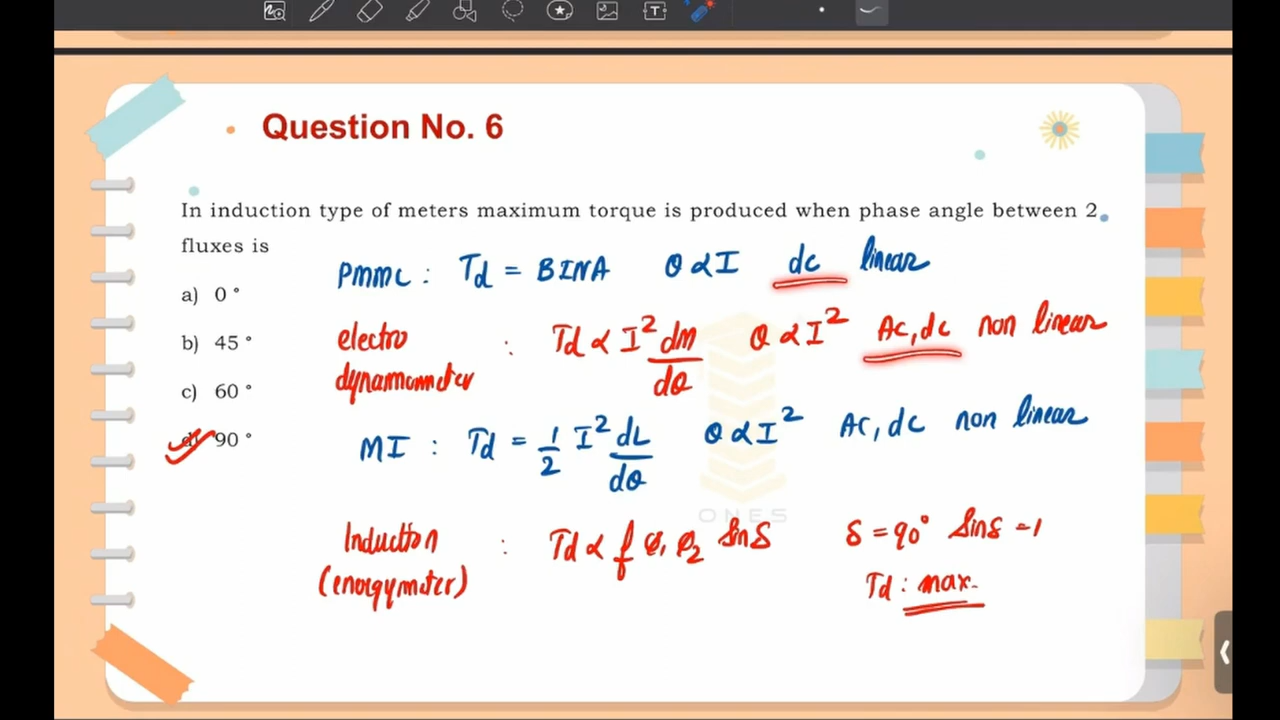 Question No. 6
In induction type of meters maximum torque is produced when phase angle between 2
fluxes is
PMMC : Td = BINA θ α I dc linear
a) 0 °
electro dynamometer : Td α I² dM/dθ θ α I² Ac, dc non linear
b) 45 °
c) 60 °
d) 90 °
MI : Td = 1/2 I² dL/dθ θ α I² Ac, dc non linear
ONES
Induction (energymeter) : Td α f φ₁ φ₂ Sinδ δ = 90° Sinδ = 1
Td : max.